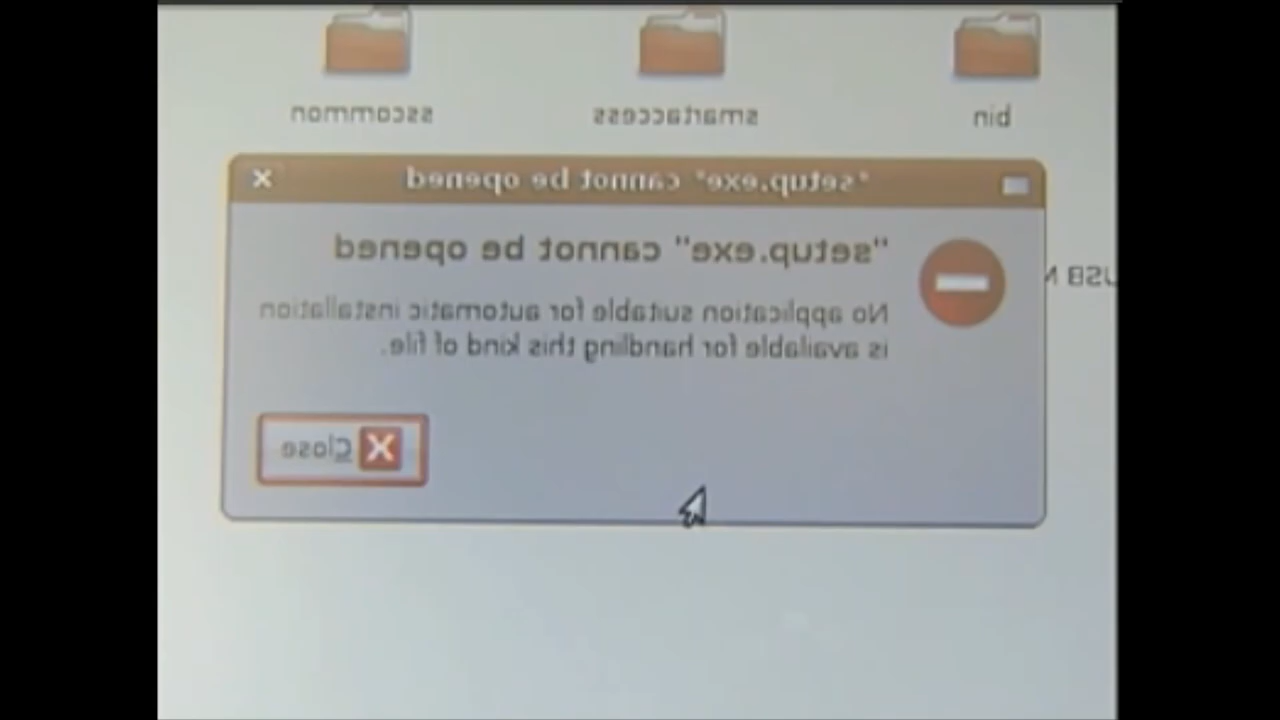 bin
smartaccess
sscommon
"setup.exe" cannot be opened
"setup.exe" cannot be opened
No application suitable for automatic installation
is available for handling this kind of file.
Close
USB